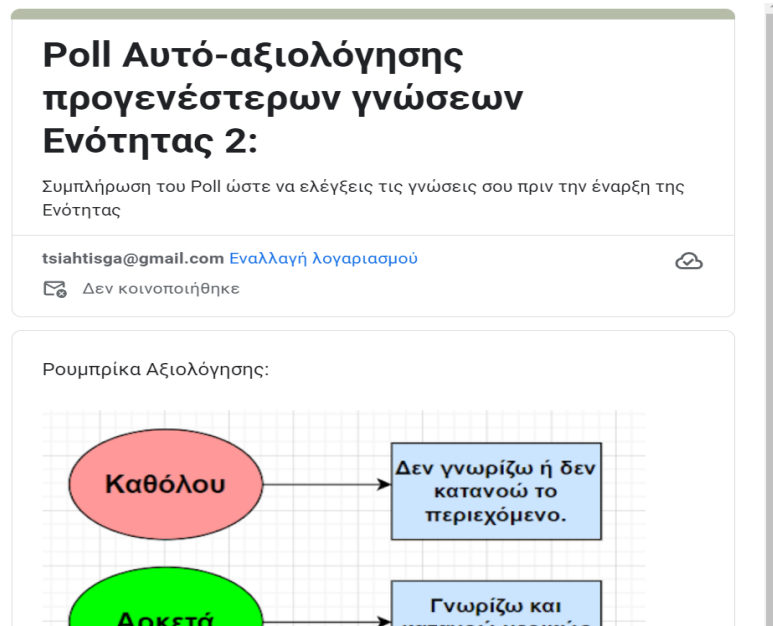 Poll Αυτό-αξιολόγησης
προγενέστερων γνώσεων
Ενότητας 2:
Συμπλήρωση του Poll ώστε να ελέγξεις τις γνώσεις σου πριν την έναρξη της
Ενότητας
tsiahtisga@gmail.com Εναλλαγή λογαριασμού
Δεν κοινοποιήθηκε
Ρουμπρίκα Αξιολόγησης:
Καθόλου
Δεν γνωρίζω ή δεν
κατανοώ το
περιεχόμενο.
Αρκετά
Γνωρίζω και